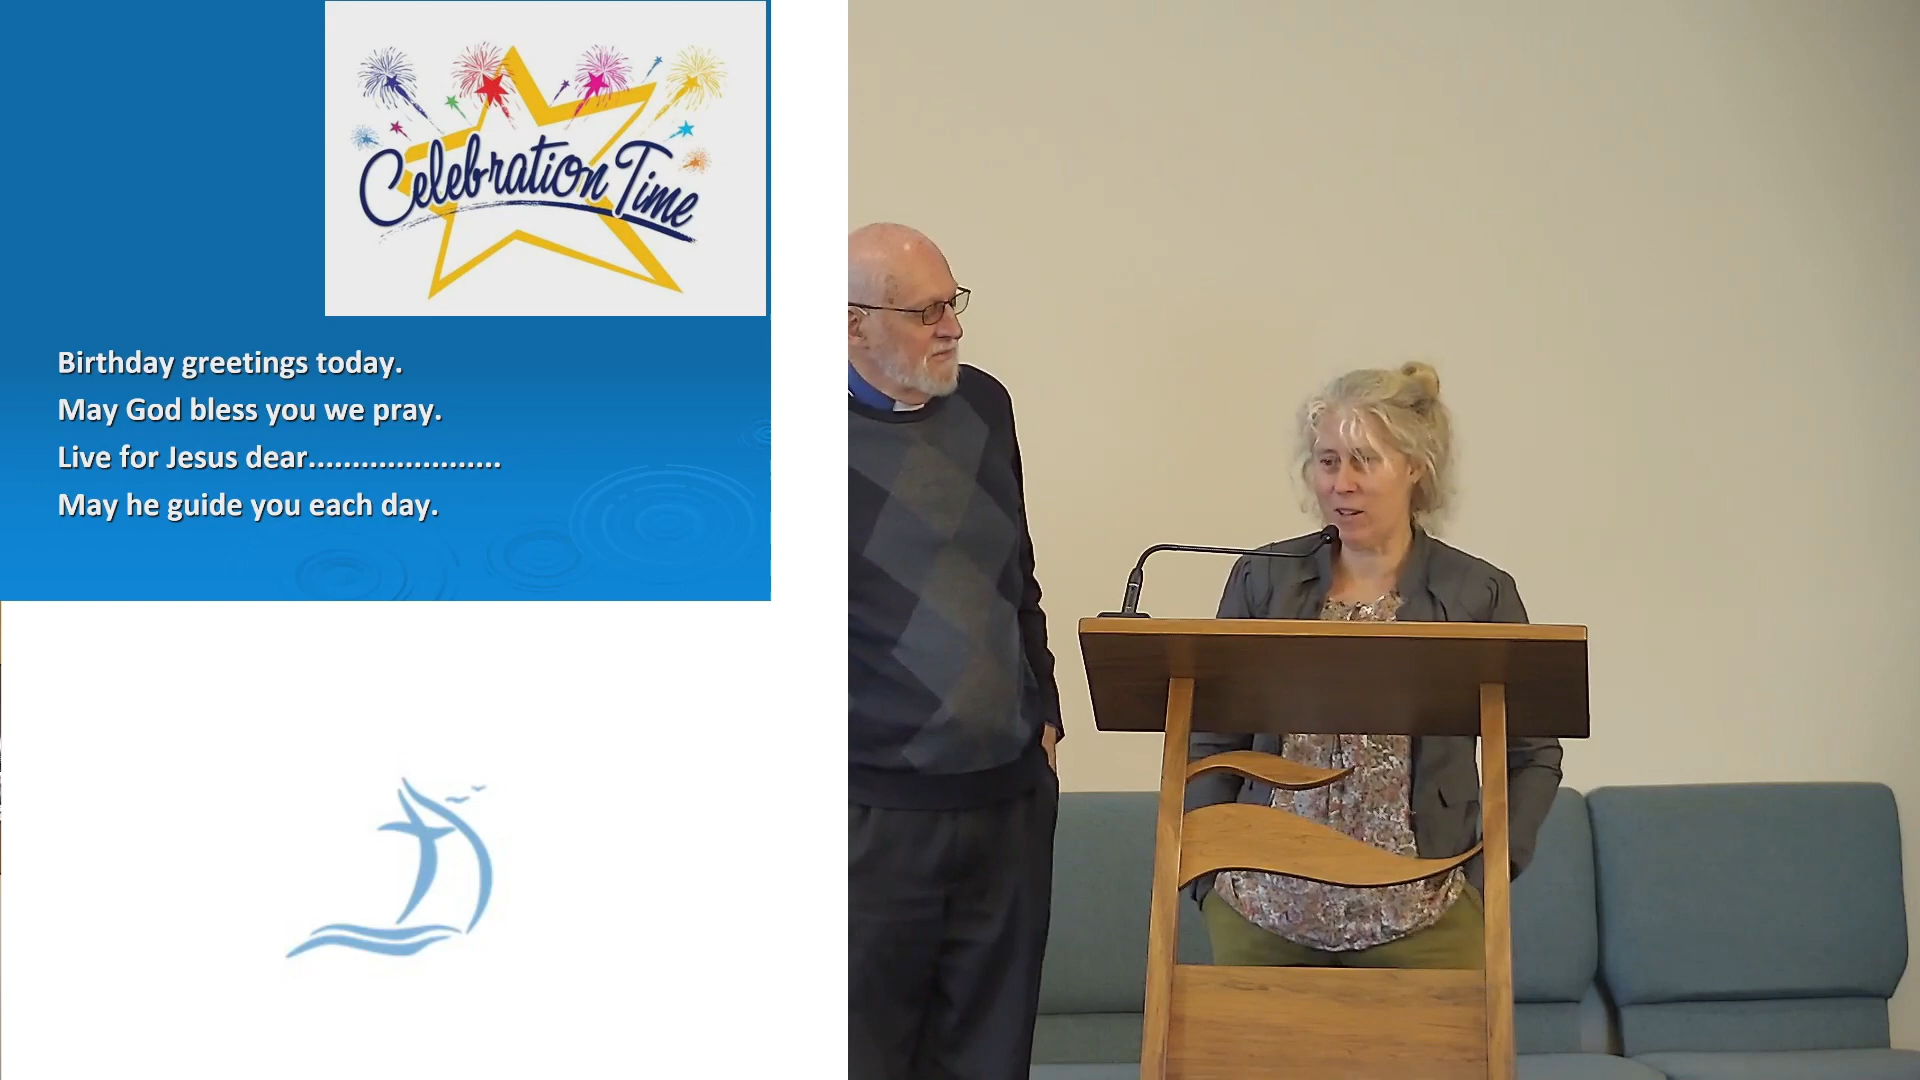 Celebration Time
Birthday greetings today.
May God bless you we pray.
Live for Jesus dear......................
May he guide you each day.